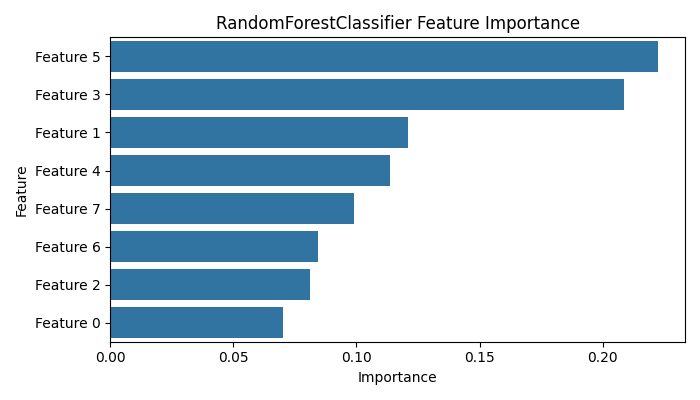 RandomForestClassifier Feature Importance
Feature 5
Feature 3
Feature 1
Feature 4
Feature 7
Feature 6
Feature 2
Feature 0
Feature
0.00 0.05 0.10 0.15 0.20
Importance